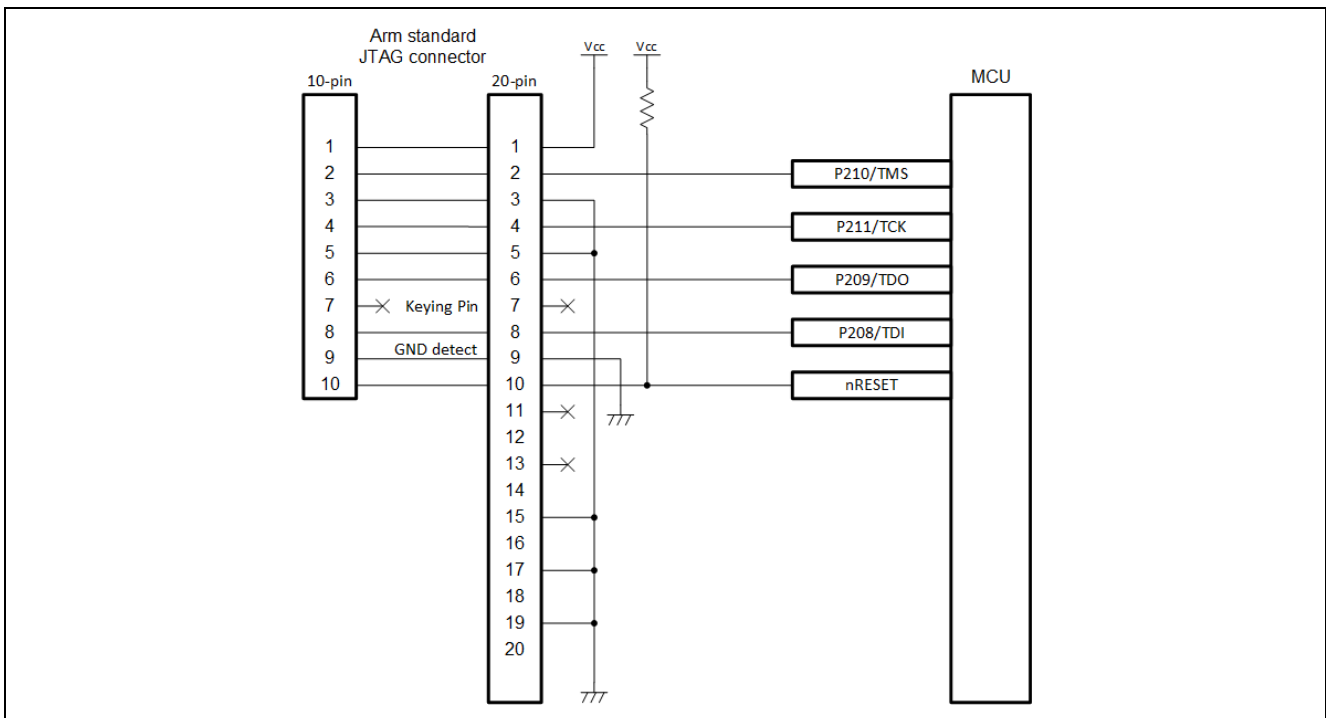 Arm standard
JTAG connector
Vcc
Vcc
10-pin
20-pin
MCU
1
1
2
2
P210/TMS
3
3
4
4
P211/TCK
5
5
6
6
P209/TDO
7
Keying Pin
7
8
8
P208/TDI
9
GND detect
9
10
10
nRESET
11
12
13
14
15
16
17
18
19
20